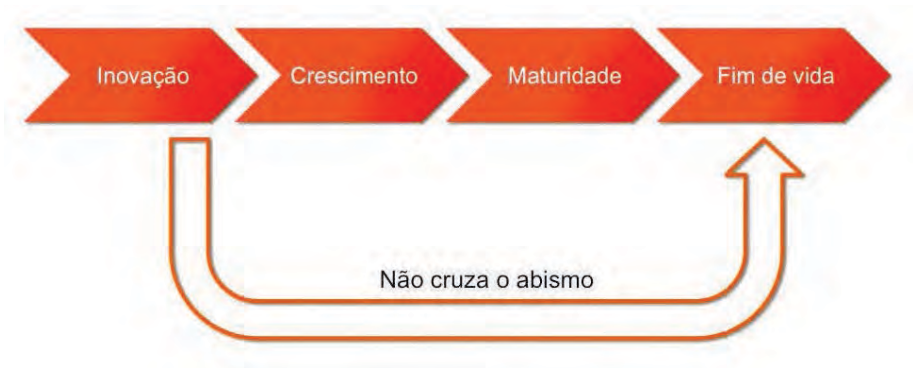 Inovação
Crescimento
Maturidade
Fim de vida
Não cruza o abismo